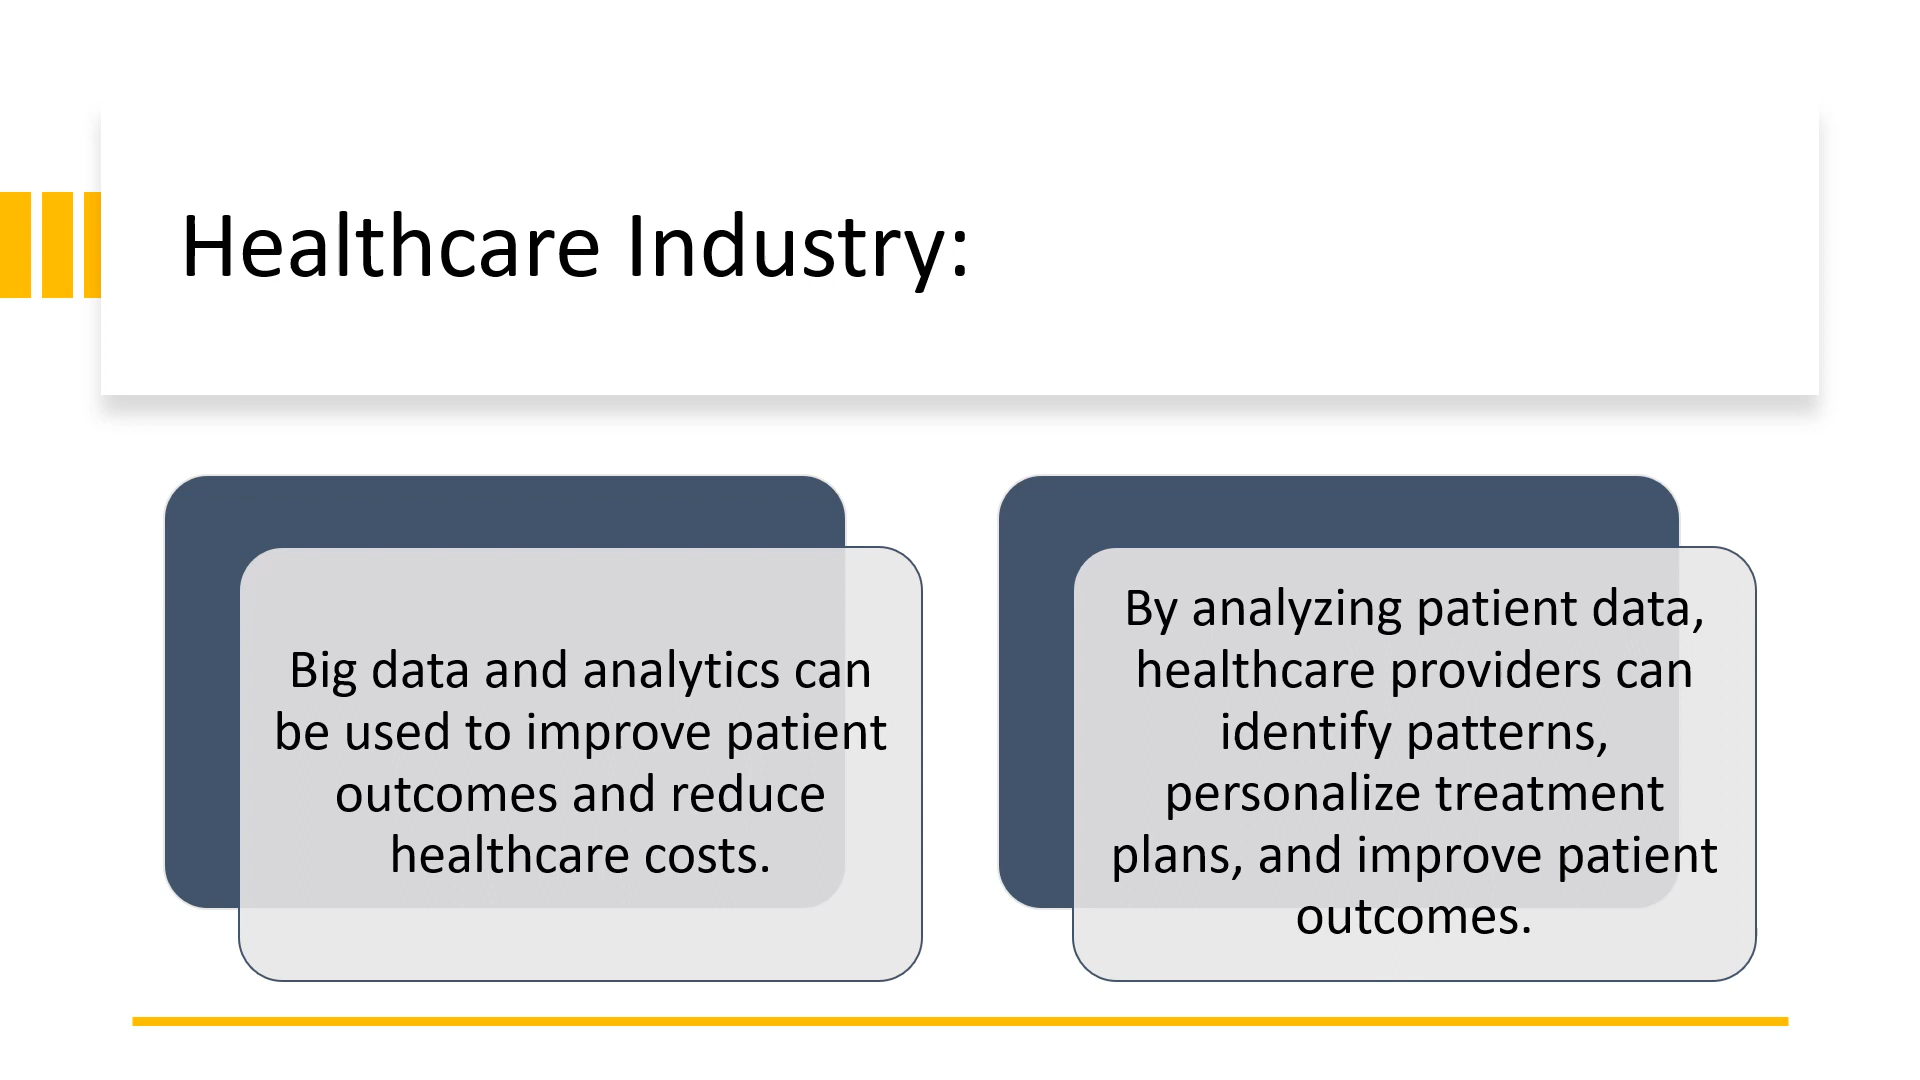 Healthcare Industry:
Big data and analytics can
be used to improve patient
outcomes and reduce
healthcare costs.
By analyzing patient data,
healthcare providers can
identify patterns,
personalize treatment
plans, and improve patient
outcomes.